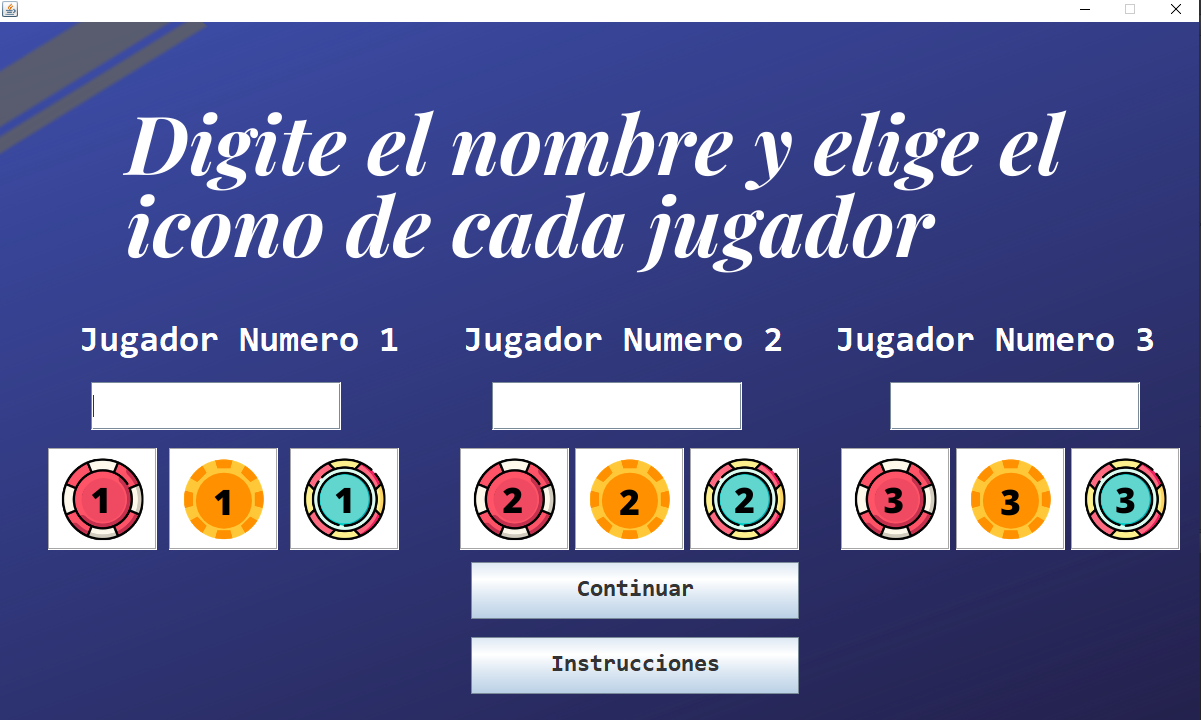 Digite el nombre y elige el
icono de cada jugador
Jugador Numero 1
Jugador Numero 2
Jugador Numero 3
1
1
1
2
2
2
3
3
3
Continuar
Instrucciones